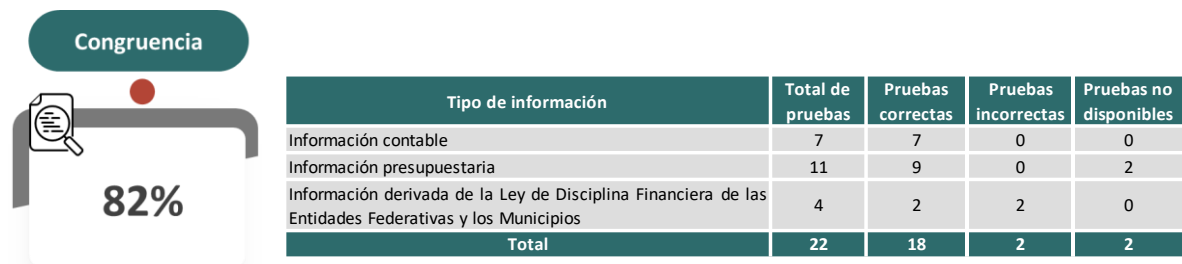 Congruencia
82%
Tipo de información
Total de pruebas
Pruebas correctas
Pruebas incorrectas
Pruebas no disponibles
Información contable 7 7 0 0
Información presupuestaria 11 9 0 2
Información derivada de la Ley de Disciplina Financiera de las
Entidades Federativas y los Municipios 4 2 2 0
Total 22 18 2 2